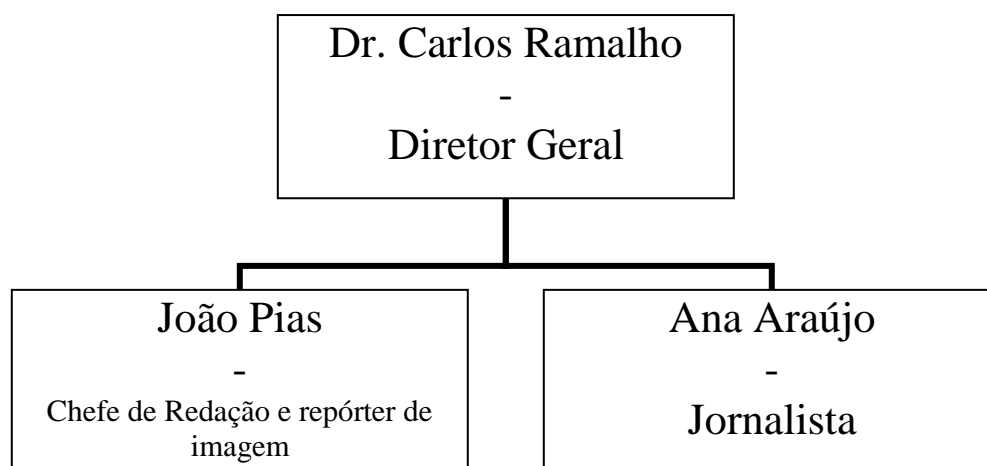 Dr. Carlos Ramalho
-
Diretor Geral
João Pias
-
Chefe de Redação e repórter de
imagem
Ana Araújo
-
Jornalista